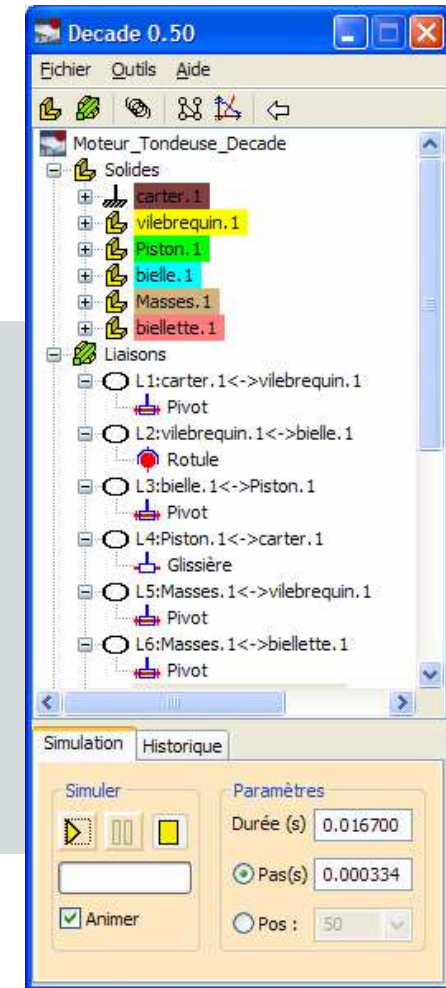 Decade 0.50
Fichier Outils Aide
Moteur_Tondeuse_Decade
Solides
carter.1
vilebrequin.1
Piston.1
bielle.1
Masses.1
biellette.1
Liaisons
L1:carter.1<->vilebrequin.1
Pivot
L2:vilebrequin.1<->bielle.1
Rotule
L3:bielle.1<->Piston.1
Pivot
L4:Piston.1<->carter.1
Glissière
L5:Masses.1<->vilebrequin.1
Pivot
L6:Masses.1<->biellette.1
Pivot
Simulation Historique
Simuler Paramètres
Durée (s) 0.016700
Pas(s) 0.000334
Animer Pos : 50